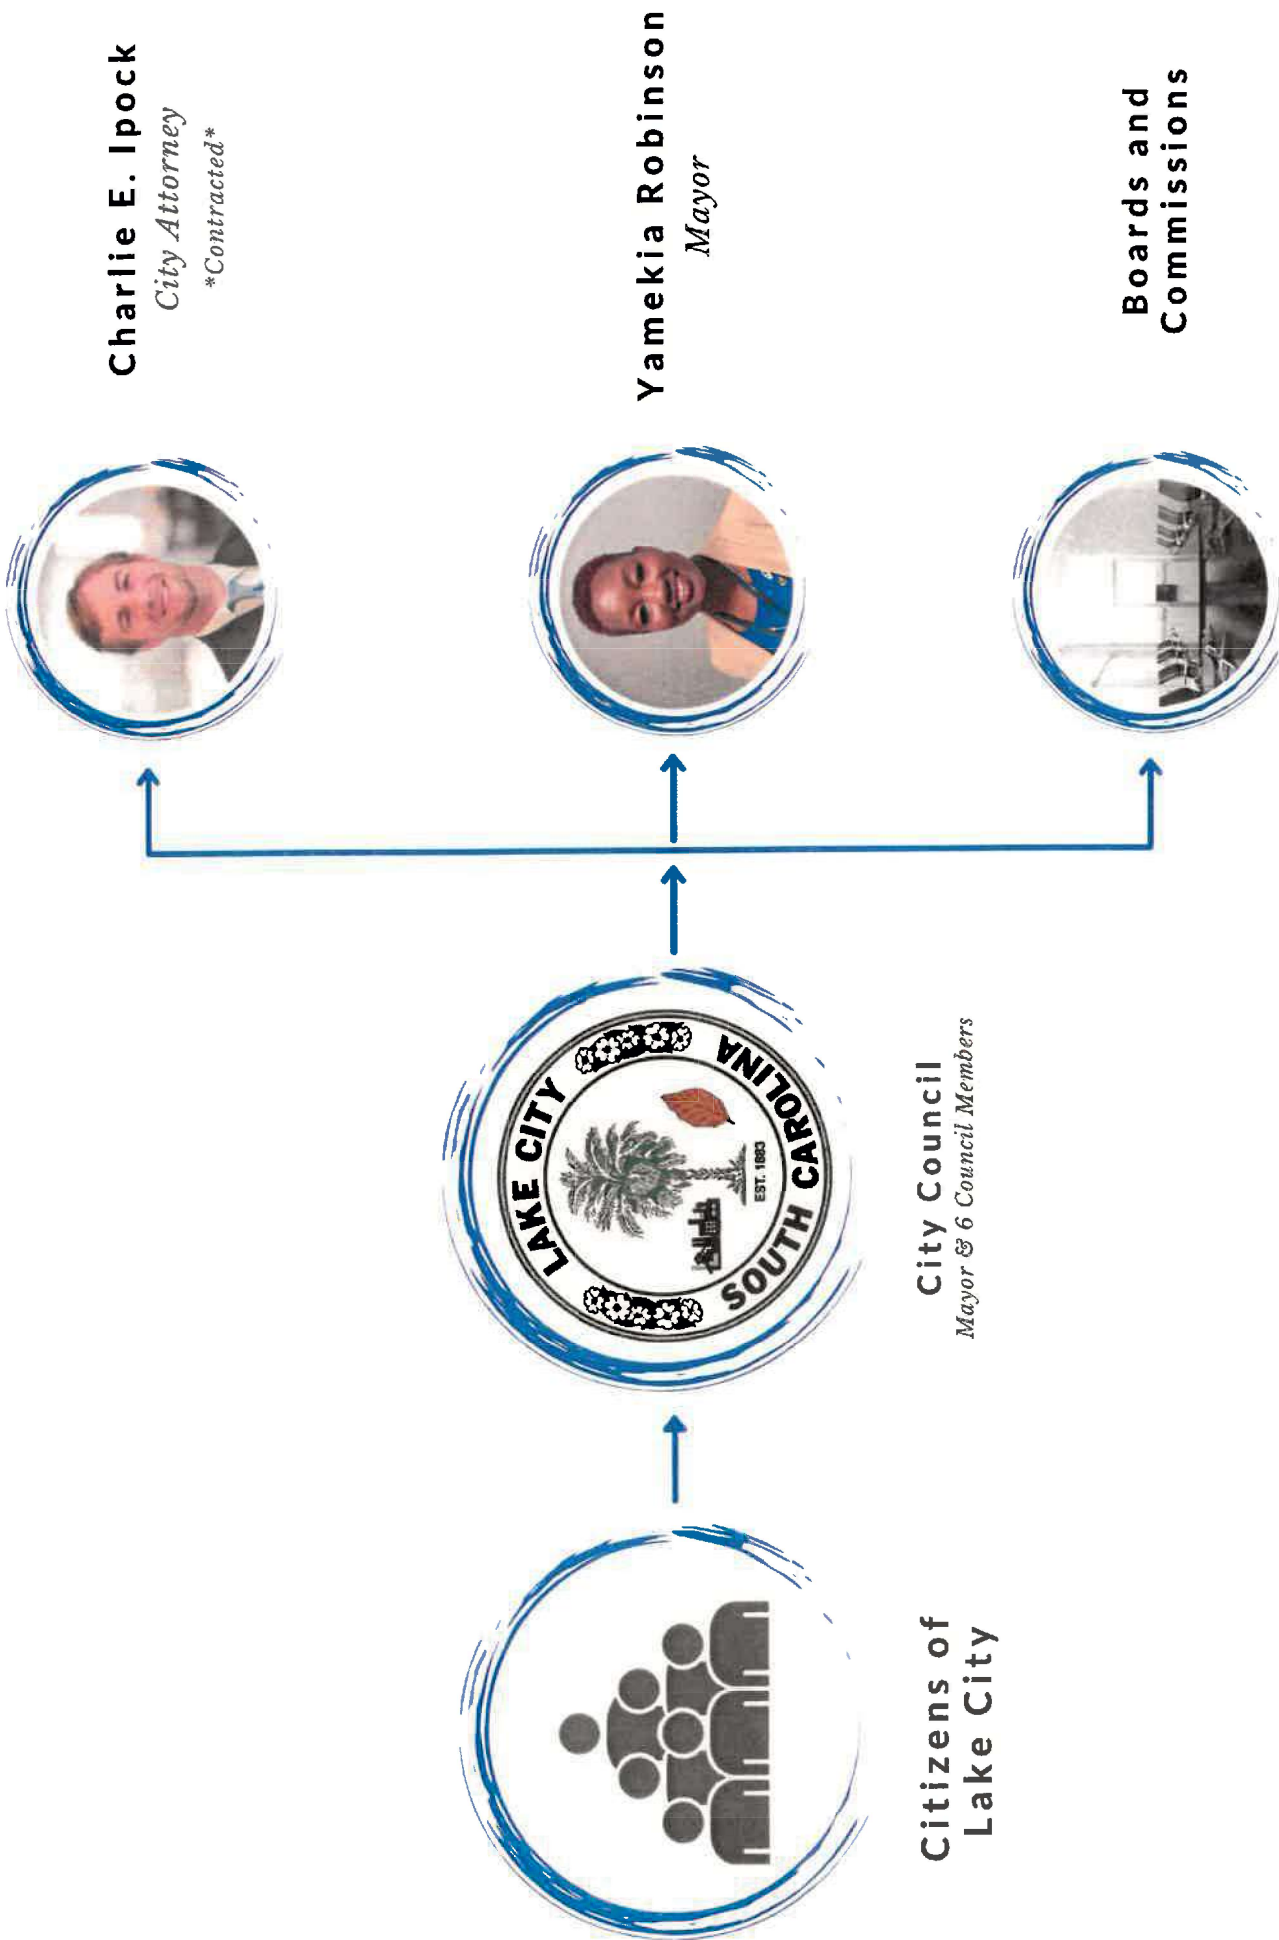 Citizens of
Lake City
LAKE CITY
SOUTH CAROLINA
EST. 1883
City Council
Mayor & 6 Council Members
Charlie E. Ipock
City Attorney
*Contracted*
Yamekia Robinson
Mayor
Boards and
Commissions